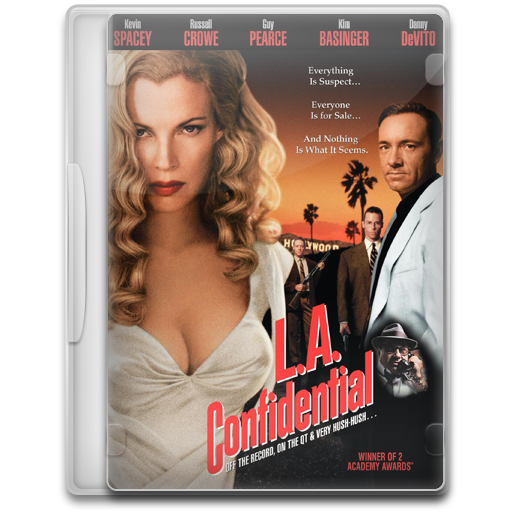 Kevin SPACEY
Russell CROWE
Guy PEARCE
Kim BASINGER
Danny DeVITO
Everything
Is Suspect...
Everyone
Is for Sale...
And Nothing
Is What It Seems.
HOLLYWOOD
L.A.
Confidential
OFF THE RECORD, ON THE QT & VERY HUSH-HUSH...
WINNER OF 2
ACADEMY AWARDS®